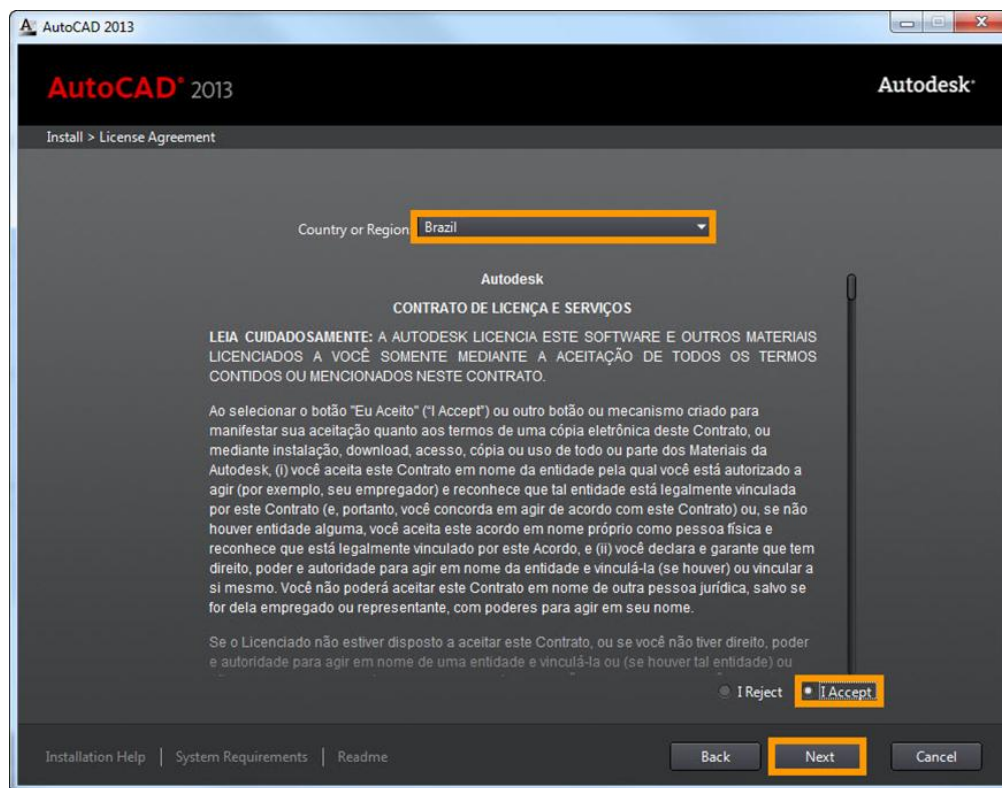 AutoCAD 2013
AutoCAD® 2013
Autodesk®
Install > License Agreement
Country or Region
Brazil
Autodesk
CONTRATO DE LICENÇA E SERVIÇOS
LEIA CUIDADOSAMENTE: A AUTODESK LICENCIA ESTE SOFTWARE E OUTROS MATERIAIS
LICENCIADOS A VOCÊ SOMENTE MEDIANTE A ACEITAÇÃO DE TODOS OS TERMOS
CONTIDOS OU MENCIONADOS NESTE CONTRATO.
Ao selecionar o botão "Eu Aceito" ("I Accept") ou outro botão ou mecanismo criado para
manifestar sua aceitação quanto aos termos de uma cópia eletrônica deste Contrato, ou
mediante instalação, download, acesso, cópia ou uso de todo ou parte dos Materiais da
Autodesk, (i) você aceita este Contrato em nome da entidade pela qual você está autorizado a
agir (por exemplo, seu empregador) e reconhece que tal entidade está legalmente vinculada
por este Contrato (e, portanto, você concorda em agir de acordo com este Contrato) ou, se não
houver entidade alguma, você aceita este acordo em nome próprio como pessoa física e
reconhece que está legalmente vinculado por este Acordo, e (ii) você declara e garante que tem
direito, poder e autoridade para agir em nome da entidade e vinculá-la (se houver) ou vincular a
si mesmo. Você não poderá aceitar este Contrato em nome de outra pessoa jurídica, salvo se
for dela empregado ou representante, com poderes para agir em seu nome.
Se o Licenciado não estiver disposto a aceitar este Contrato, ou se você não tiver direito, poder
e autoridade para agir em nome de uma entidade e vinculá-la ou (se houver tal entidade) ou
I Reject
I Accept
Installation Help | System Requirements | Readme
Back
Next
Cancel